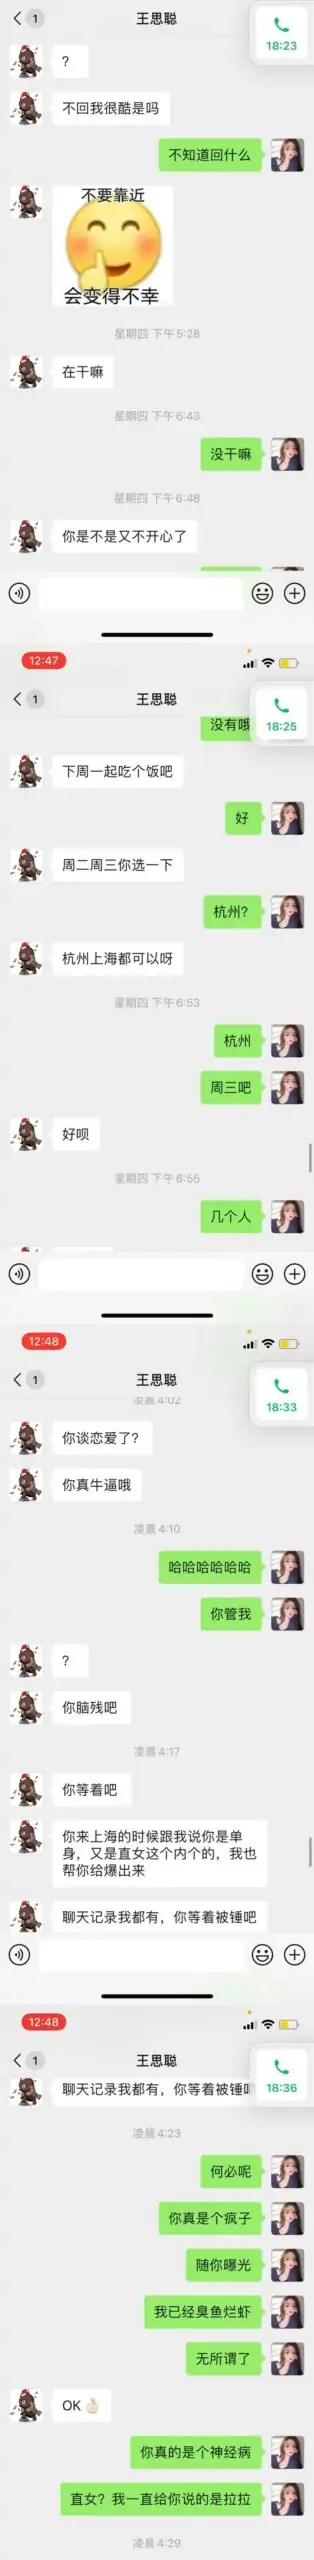 1
王思聪
18:23
?
不回我很酷是吗
不知道回什么
不要靠近
会变得不幸
星期四 下午5:28
在干嘛
星期四 下午6:43
没干嘛
星期四 下午6:48
你是不是又不开心了
12:47
1
王思聪
18:25
没有哦
下周一起吃个饭吧
好
周二周三你选一下
杭州?
杭州上海都可以呀
星期四 下午6:53
杭州
周三吧
好呗
星期四 下午6:55
几个人
12:48
1
王思聪
18:33
凌晨4:02
你谈恋爱了?
你真牛逼哦
凌晨4:10
哈哈哈哈哈哈
你管我
?
你脑残吧
凌晨4:17
你等着吧
你来上海的时候跟我说你是单
身，又是直女这个内个的，我也
帮你给爆出来
聊天记录我都有，你等着被锤吧
12:48
1
王思聪
18:36
聊天记录我都有，你等着被锤吧
凌晨4:23
何必呢
你真是个疯子
随你曝光
我已经臭鱼烂虾
无所谓了
OK
你真的是个神经病
直女？我一直给你说的是拉拉
凌晨4:29